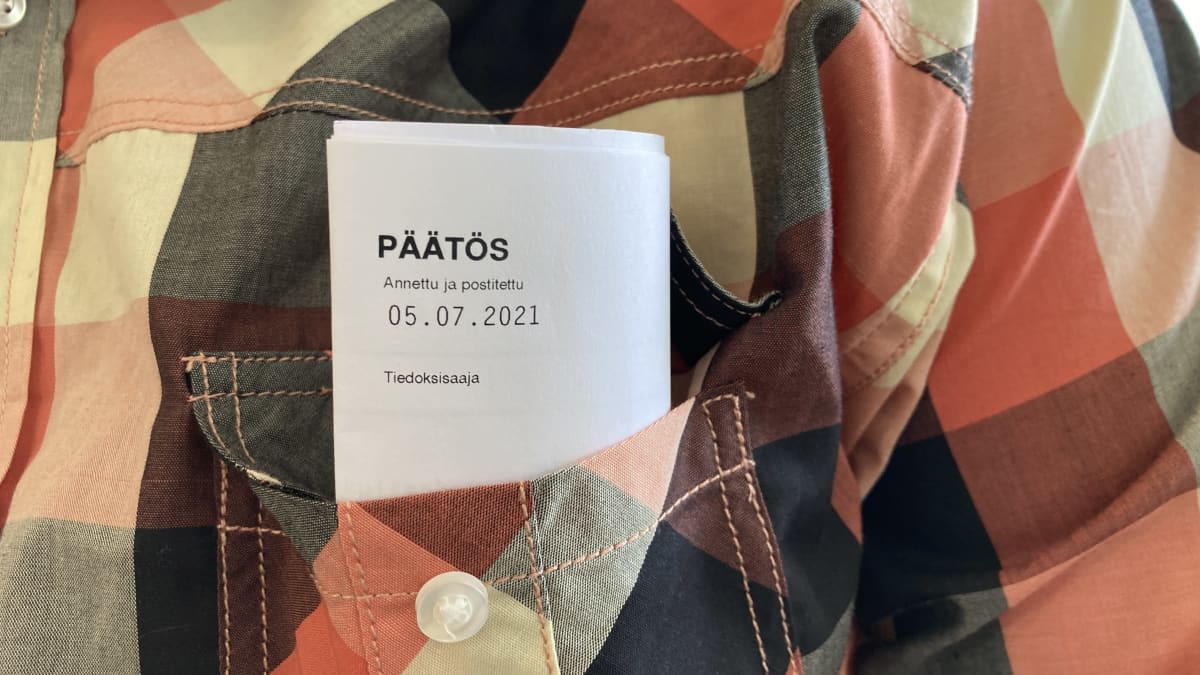 PÄÄTÖS
Annettu ja postitettu
05.07.2021
Tiedoksisaaja